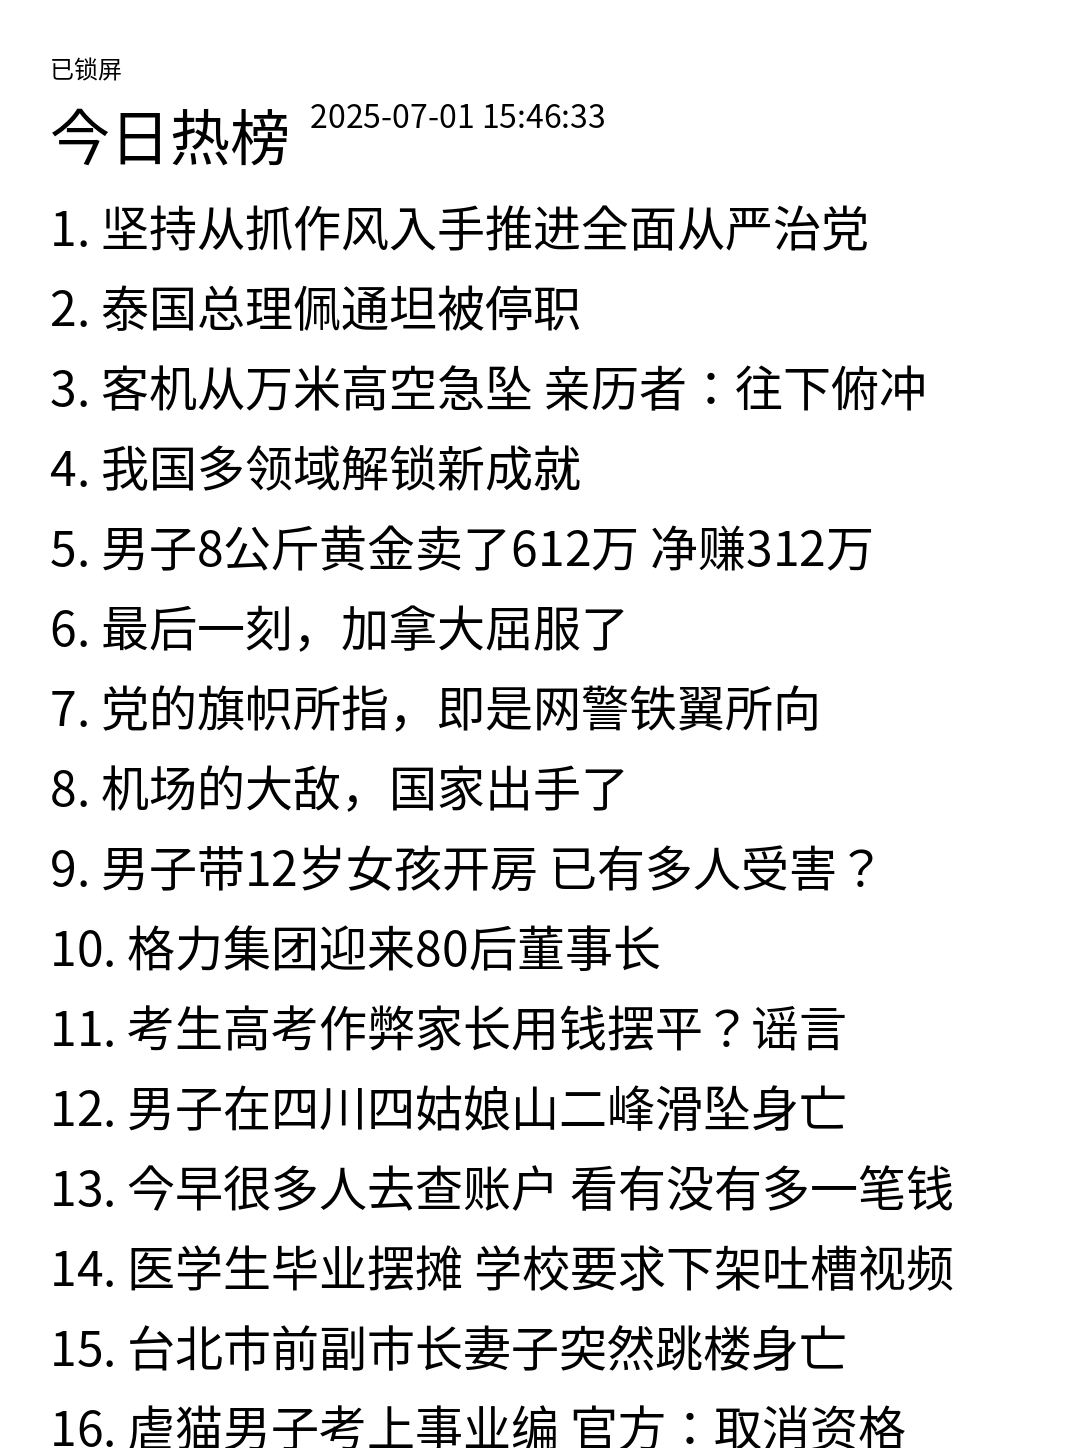 已锁屏
今日热榜 2025-07-01 15:46:33
1. 坚持从抓作风入手推进全面从严治党
2. 泰国总理佩通坦被停职
3. 客机从万米高空急坠 亲历者：往下俯冲
4. 我国多领域解锁新成就
5. 男子8公斤黄金卖了612万 净赚312万
6. 最后一刻，加拿大屈服了
7. 党的旗帜所指，即是网警铁翼所向
8. 机场的大敌，国家出手了
9. 男子带12岁女孩开房 已有多人受害？
10. 格力集团迎来80后董事长
11. 考生高考作弊家长用钱摆平？谣言
12. 男子在四川四姑娘山二峰滑坠身亡
13. 今早很多人去查账户 看有没有多一笔钱
14. 医学生毕业摆摊 学校要求下架吐槽视频
15. 台北市前副市长妻子突然跳楼身亡
16. 虐猫男子考上事业编 官方：取消资格